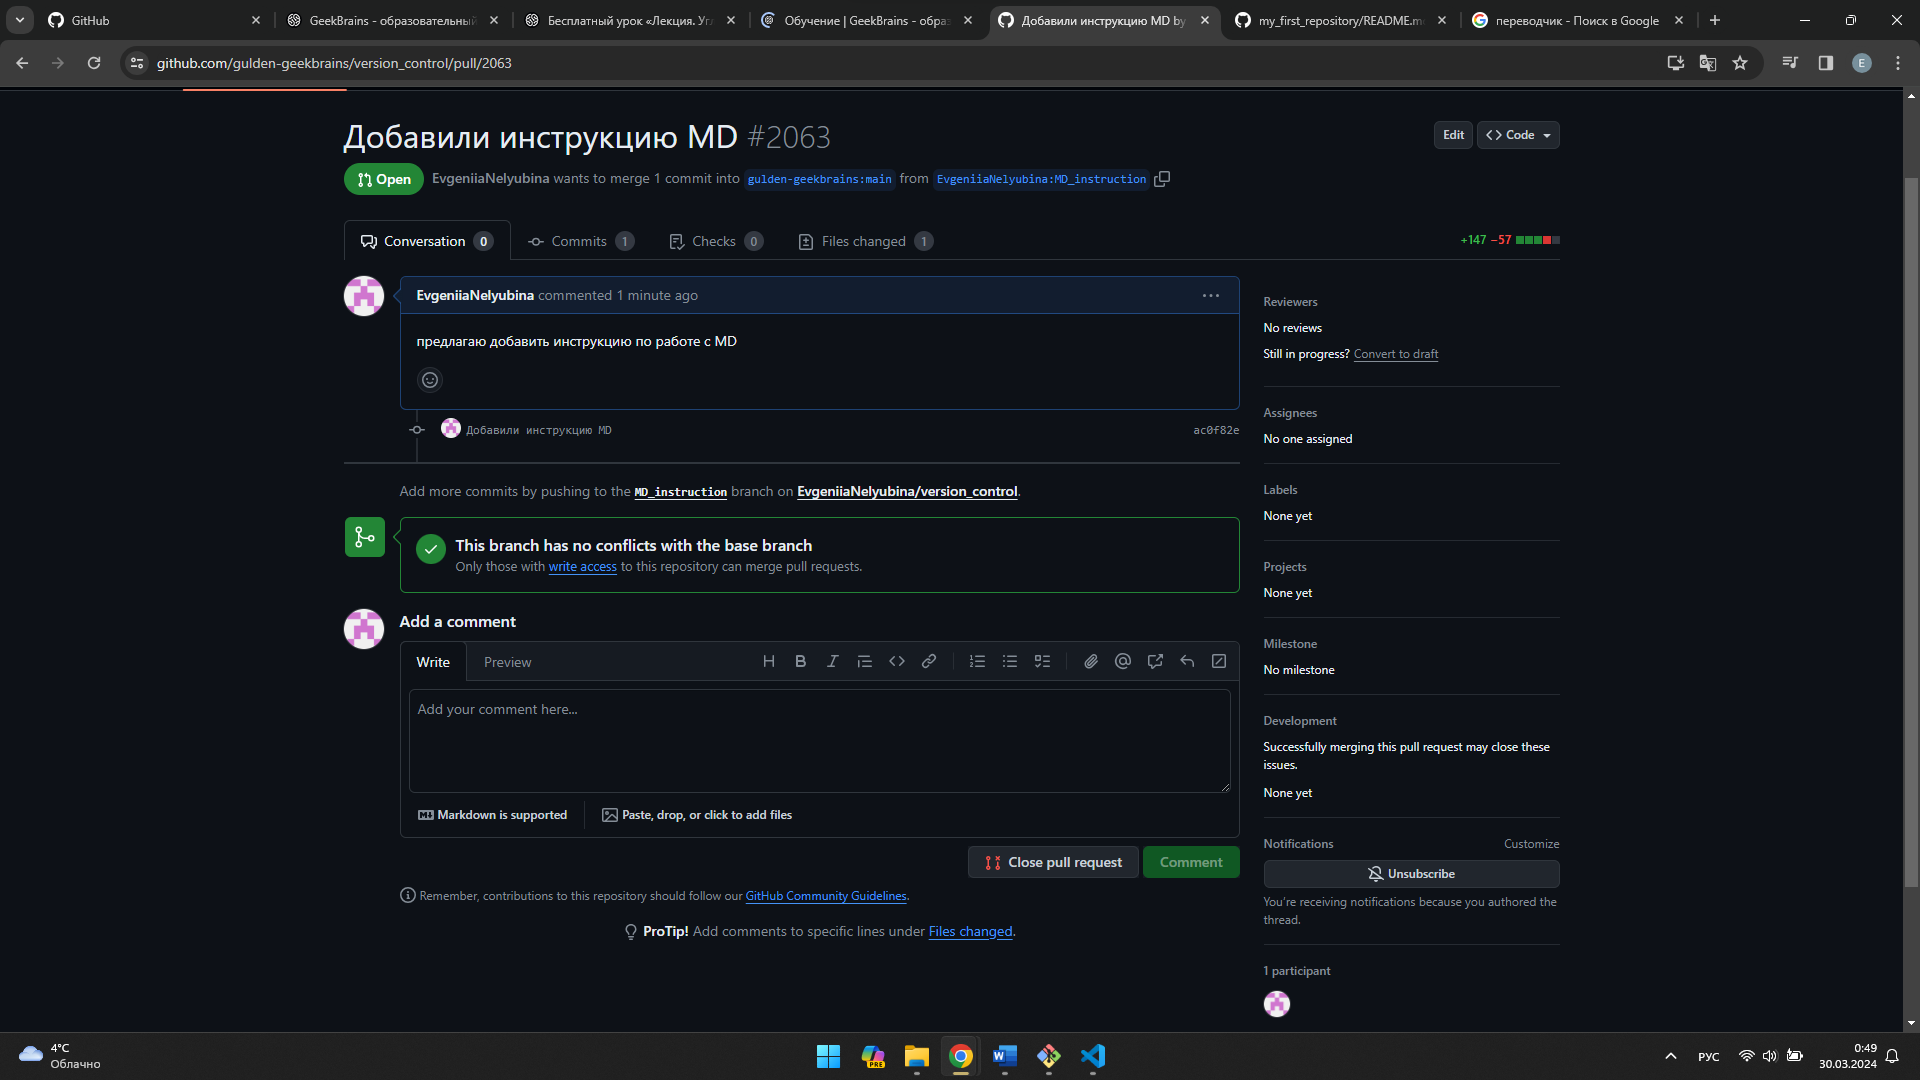 GitHub
GeekBrains - образовательный
Бесплатный урок «Лекция. Угл
Обучение | GeekBrains - обра
Добавили инструкцию MD by
my_first_repository/README.m
переводчик - Поиск в Google
github.com/gulden-geekbrains/version_control/pull/2063
E
Добавили инструкцию MD #2063
Edit
Code
Open
EvgeniiaNelyubina wants to merge 1 commit into gulden-geekbrains:main from EvgeniiaNelyubina:MD_instruction
Conversation 0
Commits 1
Checks 0
Files changed 1
+147 −57
EvgeniiaNelyubina commented 1 minute ago
предлагаю добавить инструкцию по работе с MD
Добавили инструкцию MD
ac0f82e
Add more commits by pushing to the MD_instruction branch on EvgeniiaNelyubina/version_control.
This branch has no conflicts with the base branch
Only those with write access to this repository can merge pull requests.
Add a comment
Write
Preview
Add your comment here...
Markdown is supported
Paste, drop, or click to add files
Close pull request
Comment
Remember, contributions to this repository should follow our GitHub Community Guidelines.
ProTip! Add comments to specific lines under Files changed.
Reviewers
No reviews
Still in progress? Convert to draft
Assignees
No one assigned
Labels
None yet
Projects
None yet
Milestone
No milestone
Development
Successfully merging this pull request may close these
issues.
None yet
Notifications
Customize
Unsubscribe
You're receiving notifications because you authored the
thread.
1 participant
4°C
Облачно
PRE
РУС
0:49
30.03.2024